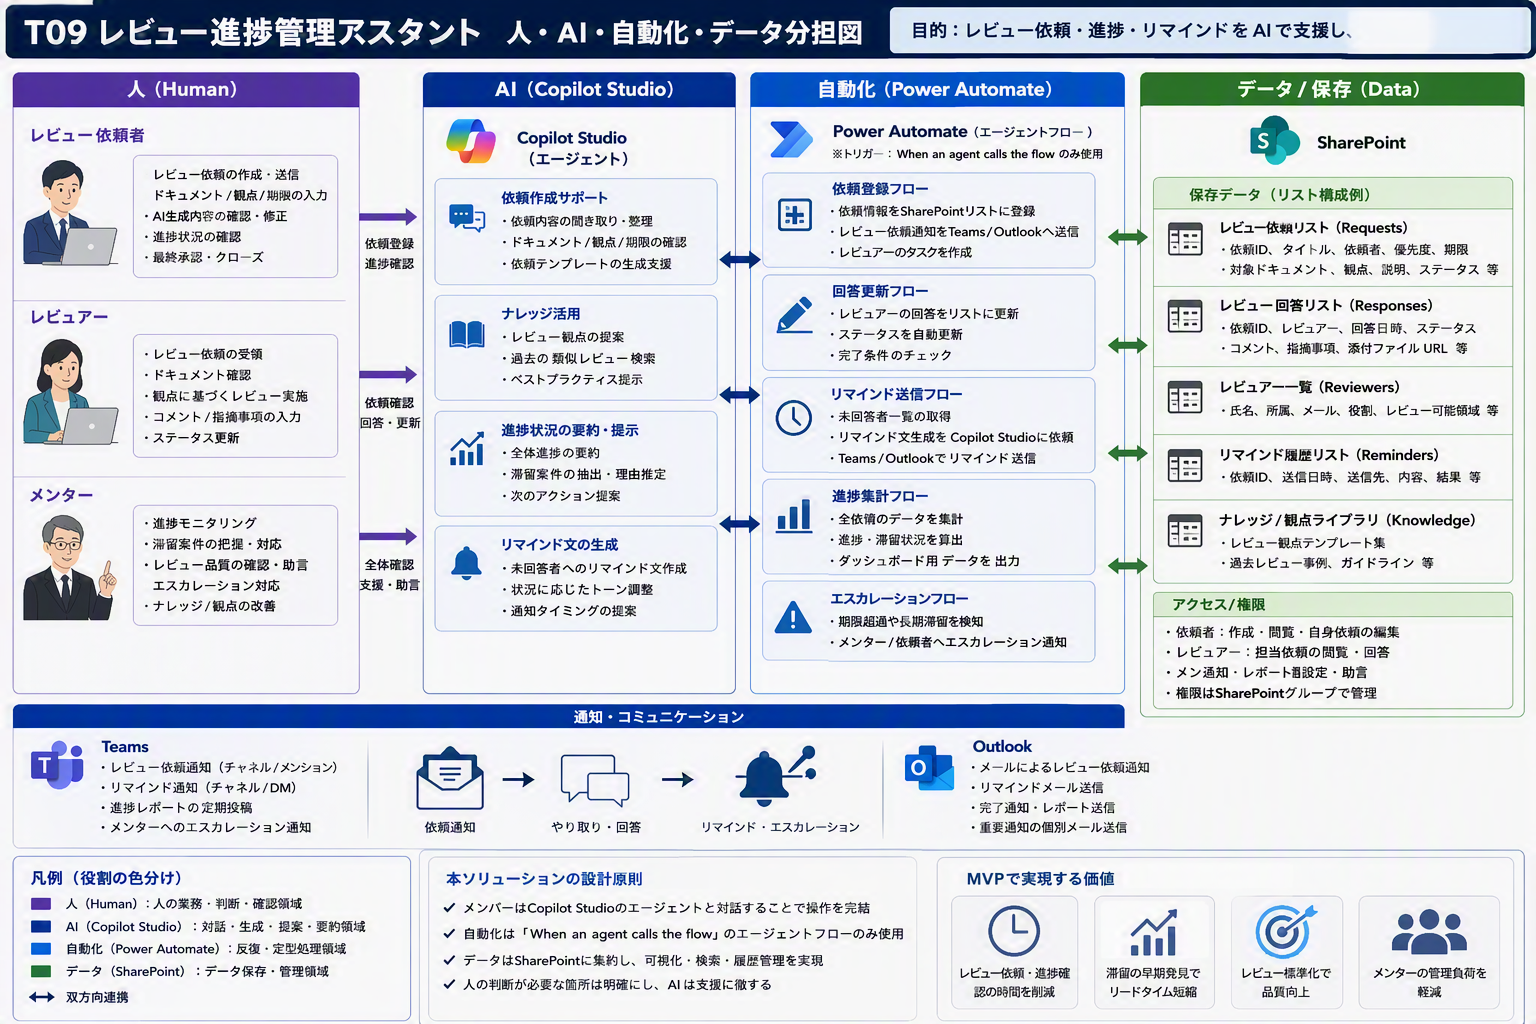 T09 レビュー進捗管理アスタント 人・AI・自動化・データ分担図
目的：レビュー依頼・進捗・リマインドを AI で支援し、
人（Human）
レビュー依頼者
レビュー依頼の作成・送信
ドキュメント / 観点 / 期限の入力
・AI生成内容の確認・修正
・進捗状況の確認
・最終承認・クローズ
レビュアー
・レビュー依頼の受領
・ドキュメント確認
・観点に基づくレビュー実施
・コメント / 指摘事項の入力
・ステータス更新
メンター
・進捗モニタリング
・滞留案件の把握・対応
・レビュー品質の確認・助言
エスカレーション対応
・ナレッジ / 観点の改善
依頼登録
進捗確認
依頼確認
回答・更新
全体確認
支援・助言
AI（Copilot Studio）
Copilot Studio
（エージェント）
依頼作成サポート
・依頼内容の聞き取り・整理
・ドキュメント / 観点 / 期限の確認
・依頼テンプレートの生成支援
ナレッジ活用
・レビュー観点の提案
・過去の 類似レビュー 検索
・ベストプラクティス提示
進捗状況の要約・提示
・全体進捗の要約
・滞留案件の抽出・理由推定
・次のアクション提案
リマインド文の生成
・未回答者へのリマインド文作成
・状況に応じたトーン調整
・通知タイミングの提案
自動化（Power Automate）
Power Automate（エージェントフロー ）
※トリガー： When an agent calls the flow のみ使用
依頼登録フロー
・依頼情報をSharePointリストに登録
・レビュー依頼通知をTeams / Outlookへ送信
・レビュアーのタスクを作成
回答更新フロー
・レビュアーの回答をリストに更新
・ステータスを自動更新
・完了条件 のチェック
リマインド送信フロー
・未回答者一覧の取得
・リマインド文生成を Copilot Studioに依頼
・Teams / Outlookで リマインド 送信
進捗集計フロー
・全依頼のデータを集計
・進捗・滞留状況を算出
・ダッシュボード用 データを 出力
エスカレーションフロー
・期限超過や長期滞留を検知
・メンター / 依頼者へエスカレーション通知
データ / 保存（Data）
SharePoint
保存データ（リスト構成例）
レビュー依頼リスト（Requests）
・依頼ID、タイトル、依頼者、優先度、期限
・対象ドキュメント、観点、説明、ステータス 等
レビュー 回答リスト（Responses）
・依頼ID、レビュアー、回答日時、ステータス
・コメント、指摘事項、添付ファイル URL 等
レビュアー一覧（Reviewers）
・氏名、所属、メール、役割、レビュー可能領域 等
リマインド履歴リスト（Reminders）
・依頼ID、送信日時、送信先、内容、結果 等
ナレッジ / 観点ライブラリ（Knowledge）
・レビュー観点テンプレート集
・過去レビュー事例、ガイドライン 等
アクセス / 権限
・依頼者：作成・閲覧・自身依頼の編集
・レビュアー：担当依頼の閲覧・回答
・メン通知・レポート設定・助言
・権限はSharePointグループで管理
通知・コミュニケーション
Teams
・レビュー依頼通知（チャネル / メンション）
・リマインド通知（チャネル / DM）
・進捗レポートの 定期投稿
・メンターへのエスカレーション通知
依頼通知
やり取り・回答
リマインド・エスカレーション
Outlook
・メールによるレビュー依頼通知
・リマインドメール送信
・完了通知・レポート送信
・重要通知の個別メール送信
凡例（役割の色分け）
人（Human）：人の業務・判断・確認領域
AI（Copilot Studio）：対話・生成・ 提案・要約領域
自動化（Power Automate）：反復・定型処理領域
データ（SharePoint）：データ保存・管理領域
双方向連携
本ソリューションの設計原則
メンバーはCopilot Studioのエージェントと対話することで操作を完結
自動化は「When an agent calls the flow」のエージェントフローのみ使用
データはSharePointに集約し、可視化・検索・履歴管理を実現
人の判断が必要な箇所は明確にし、AI は支援に徹する
MVPで実現する価値
レビュー依頼・進捗確
認の時間を削減
滞留の早期発見で
リードタイム短縮
レビュー標準化で
品質向上
メンターの管理負荷を
軽減